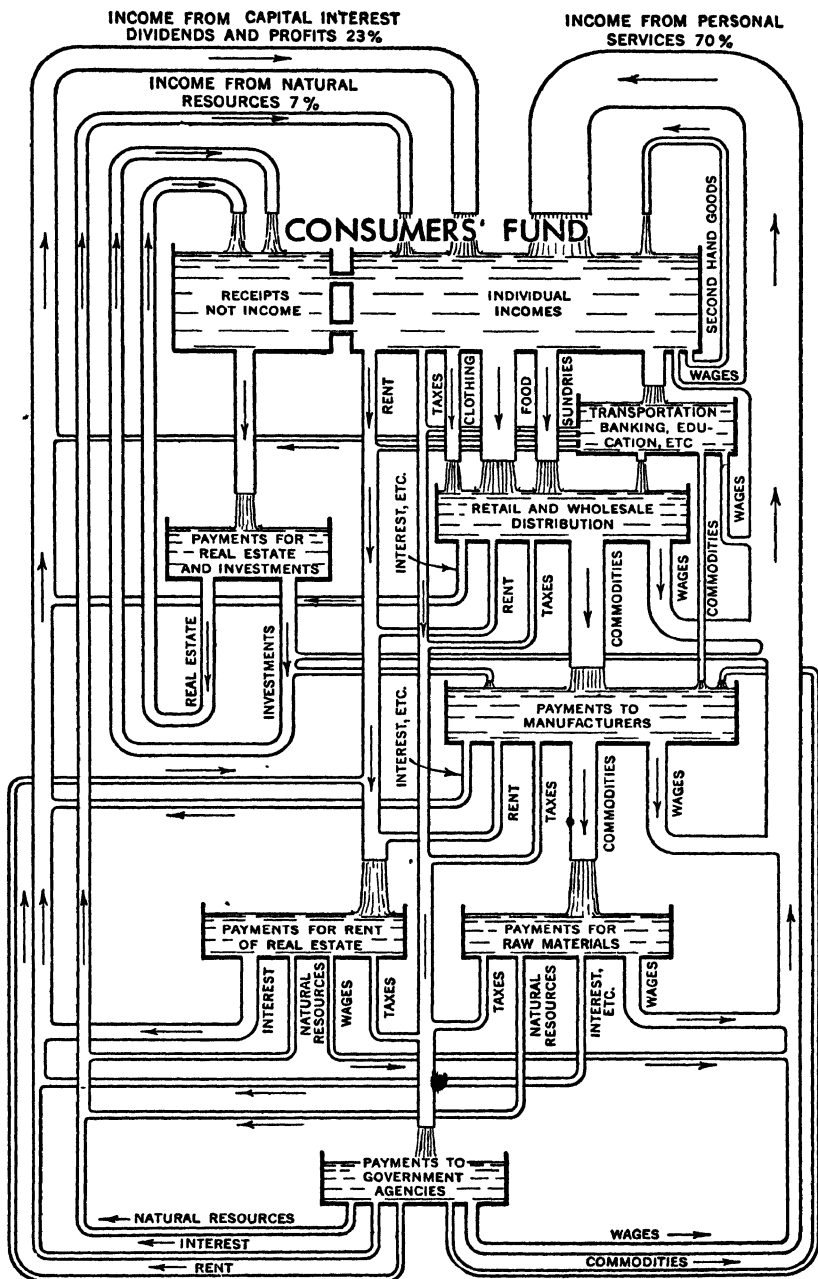 INCOME FROM CAPITAL INTEREST
DIVIDENDS AND PROFITS 23%
INCOME FROM PERSONAL
SERVICES 70%
INCOME FROM NATURAL
RESOURCES 7%
SECOND HAND GOODS
CONSUMERS' FUND
RECEIPTS
NOT INCOME
INDIVIDUAL
INCOMES
RENT
TAXES
CLOTHING
FOOD
SUNDRIES
WAGES
TRANSPORTATION
BANKING, EDU-
CATION, ETC
WAGES
COMMODITIES
RETAIL AND WHOLESALE
DISTRIBUTION
PAYMENTS FOR
REAL ESTATE
AND INVESTMENTS
INTEREST, ETC.
RENT
TAXES
COMMODITIES
WAGES
REAL ESTATE
INVESTMENTS
PAYMENTS TO
MANUFACTURERS
INTEREST, ETC.
RENT
TAXES
COMMODITIES
WAGES
PAYMENTS FOR RENT
OF REAL ESTATE
PAYMENTS FOR
RAW MATERIALS
INTEREST
NATURAL
RESOURCES
WAGES
TAXES
TAXES
NATURAL
RESOURCES
INTEREST,
ETC.
WAGES
PAYMENTS TO
GOVERNMENT
AGENCIES
NATURAL RESOURCES
INTEREST
RENT
WAGES
COMMODITIES